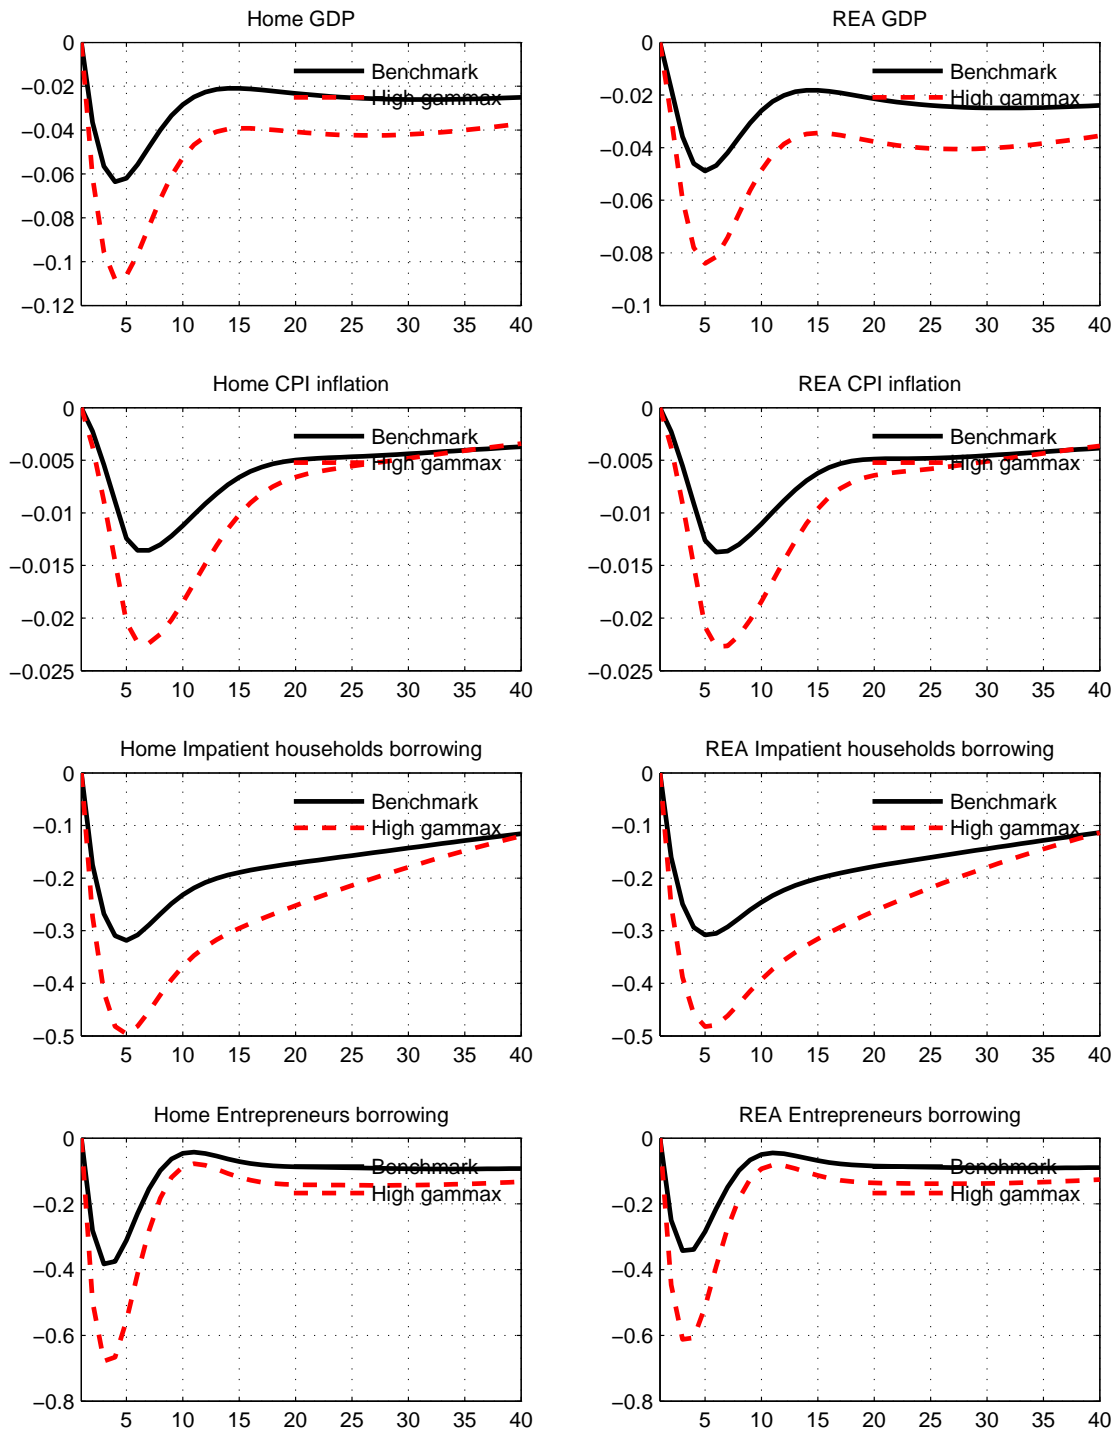 Home GDP
0
−0.02
−0.04
−0.06
−0.08
−0.1
−0.12
5 10 15 20 25 30 35 40
Benchmark
High gammax
REA GDP
0
−0.02
−0.04
−0.06
−0.08
−0.1
5 10 15 20 25 30 35 40
Benchmark
High gammax
Home CPI inflation
0
−0.005
−0.01
−0.015
−0.02
−0.025
5 10 15 20 25 30 35 40
Benchmark
High gammax
REA CPI inflation
0
−0.005
−0.01
−0.015
−0.02
−0.025
5 10 15 20 25 30 35 40
Benchmark
High gammax
Home Impatient households borrowing
0
−0.1
−0.2
−0.3
−0.4
−0.5
5 10 15 20 25 30 35 40
Benchmark
High gammax
REA Impatient households borrowing
0
−0.1
−0.2
−0.3
−0.4
−0.5
5 10 15 20 25 30 35 40
Benchmark
High gammax
Home Entrepreneurs borrowing
0
−0.2
−0.4
−0.6
−0.8
5 10 15 20 25 30 35 40
Benchmark
High gammax
REA Entrepreneurs borrowing
0
−0.2
−0.4
−0.6
−0.8
5 10 15 20 25 30 35 40
Benchmark
High gammax